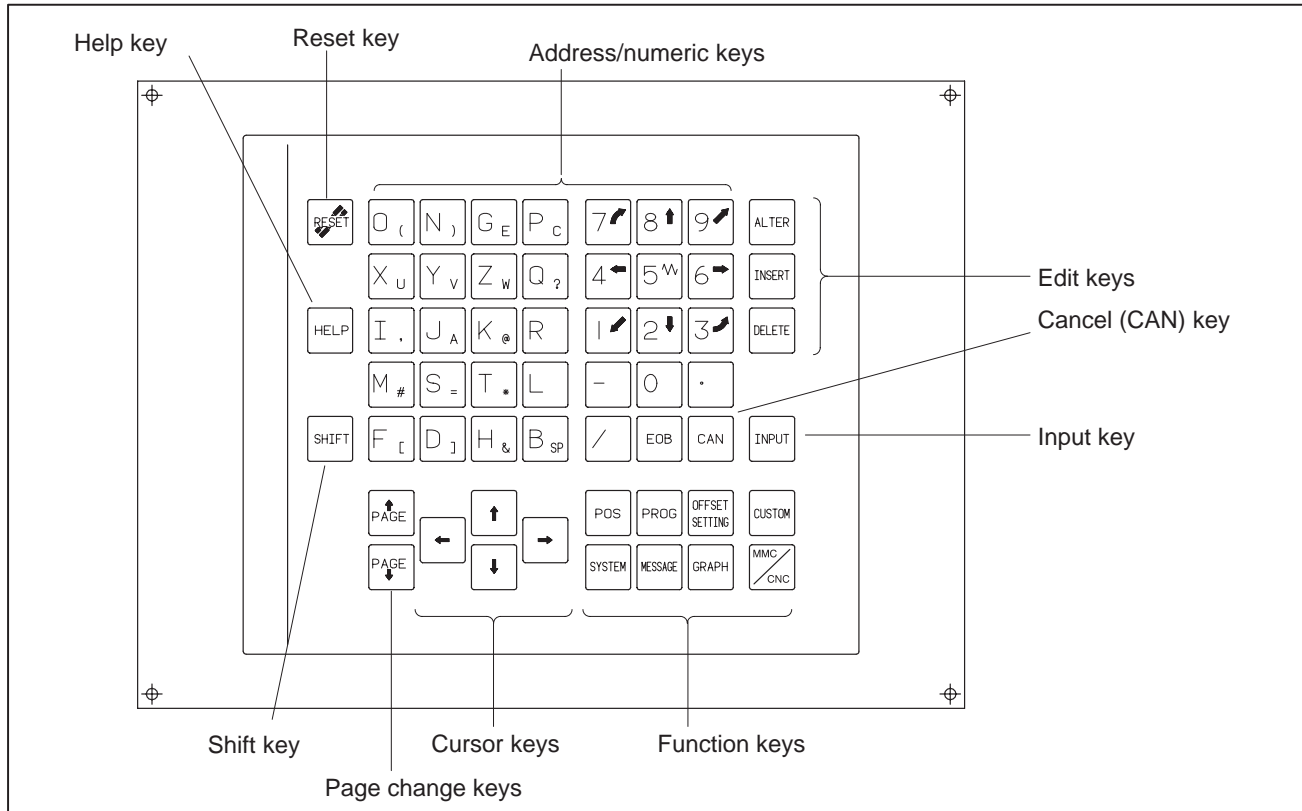 Help key
Reset key
Address/numeric keys
RESET O ( N ) G E P C 7 8 9 ALTER
X U Y V Z W Q ? 4 5 6 INSERT
Edit keys
HELP I , J A K @ R 1 2 3 DELETE
Cancel (CAN) key
M # S = T * L - 0 .
SHIFT F [ D ] H & B SP / EOB CAN INPUT
Input key
PAGE POS PROG OFFSET SETTING CUSTOM
PAGE SYSTEM MESSAGE GRAPH MMC/CNC
Shift key
Cursor keys
Function keys
Page change keys